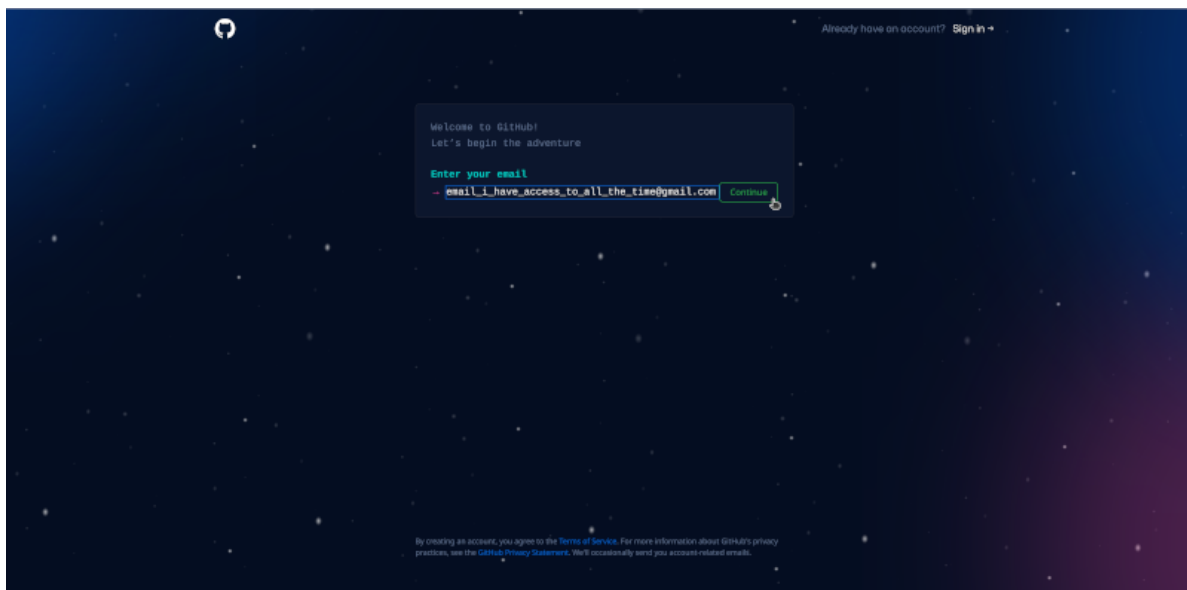 Already have an account? Sign in →
Welcome to GitHub!
Let's begin the adventure
Enter your email
→ email_i_have_access_to_all_the_time@gmail.com Continue
By creating an account, you agree to the Terms of Service. For more information about GitHub's privacy
practices, see the GitHub Privacy Statement. We'll occasionally send you account-related emails.